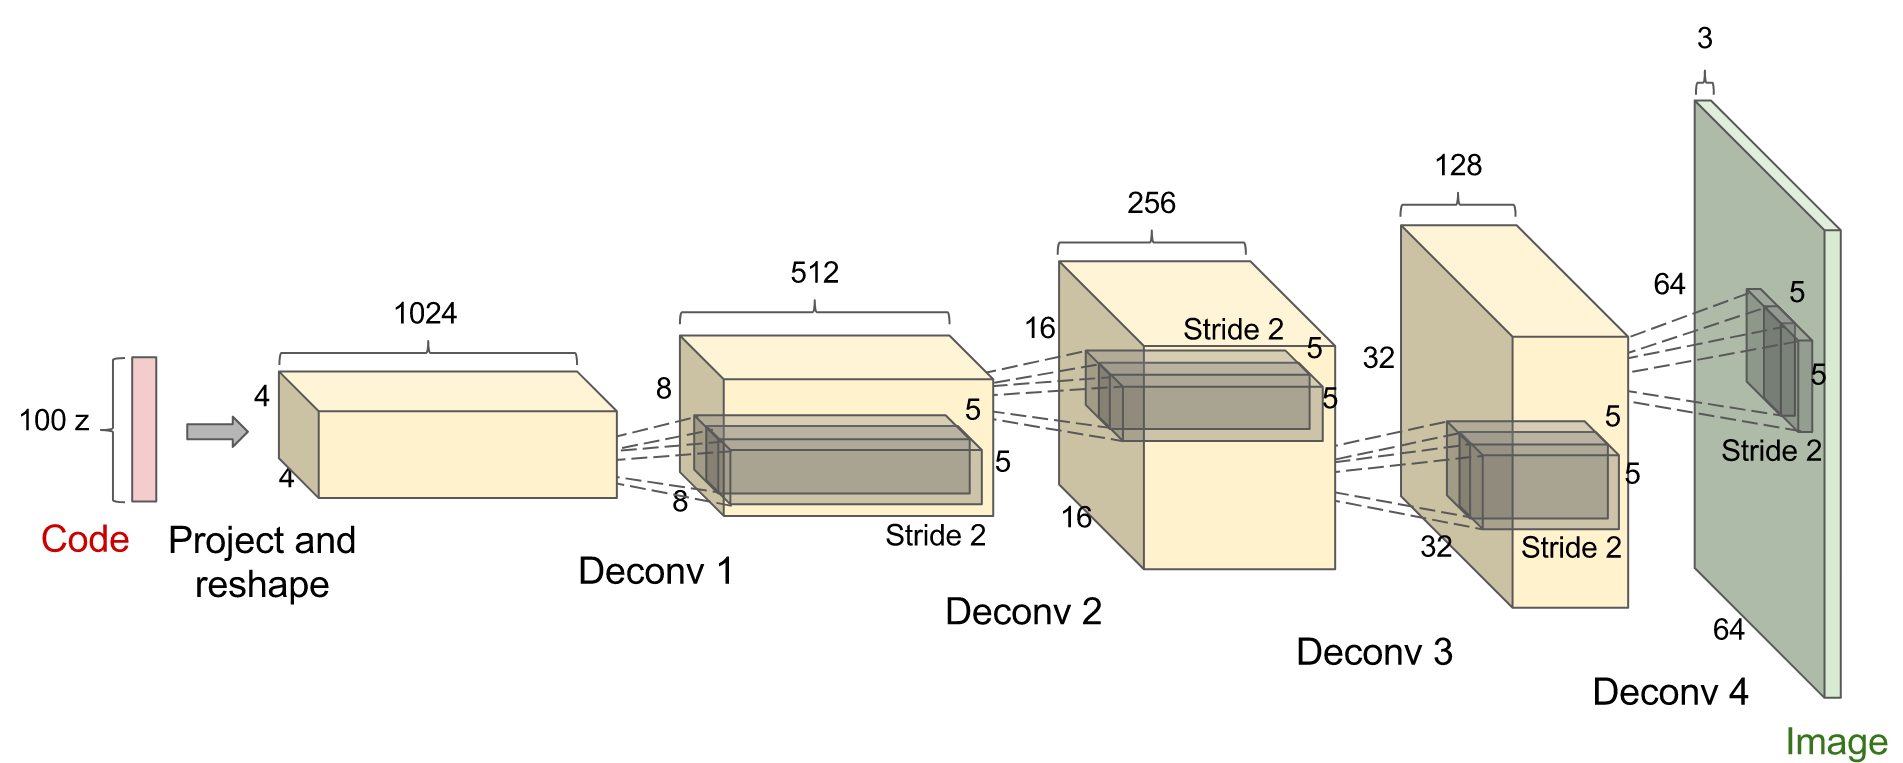 100 z
Code
Project and
reshape
1024
4
4
Deconv 1
512
8
8
5
5
Stride 2
Deconv 2
256
16
16
Stride 2
5
5
Deconv 3
128
32
32
5
5
Stride 2
Deconv 4
3
64
64
5
5
Stride 2
Image